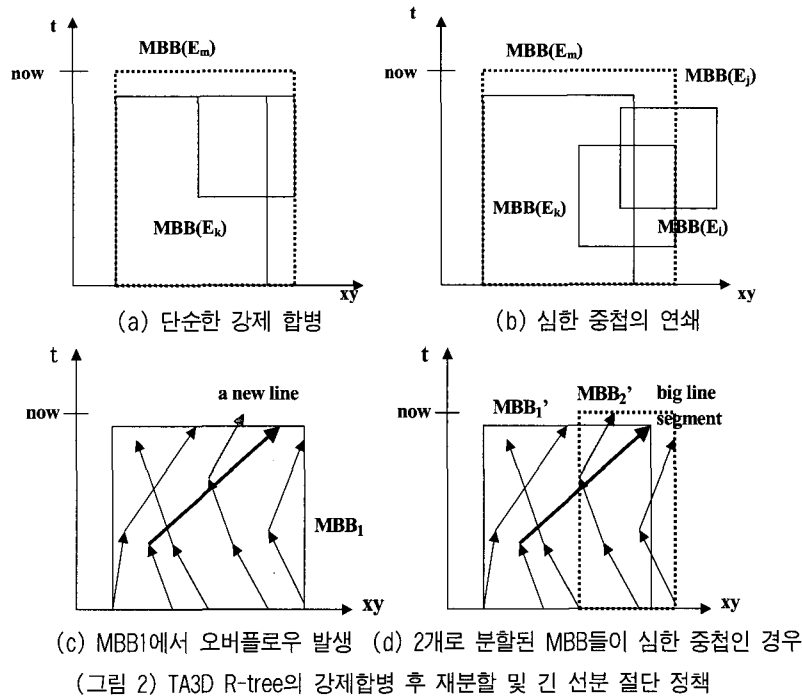 t
MBB(Eₘ)
now
MBB(Eₖ)
xy
(a) 단순한 강제 합병
t
MBB(Eₘ)
now
MBB(Eⱼ)
MBB(Eₖ)
MBB(Eᵢ)
xy
(b) 심한 중첩의 연쇄
t
a new line
now
MBB₁
xy
(c) MBB1에서 오버플로우 발생
t
now
MBB₁'
MBB₂'
big line
segment
xy
(d) 2개로 분할된 MBB들이 심한 중첩인 경우
(그림 2) TA3D R-tree의 강제합병 후 재분할 및 긴 선분 절단 정책